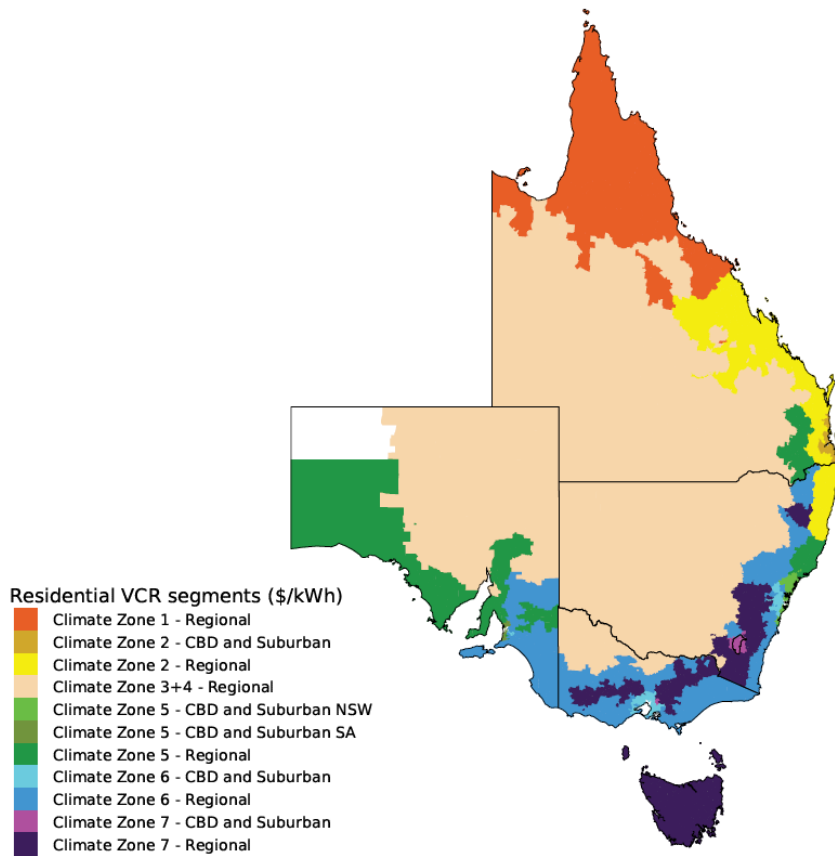 Residential VCR segments ($/kWh)
Climate Zone 1 - Regional
Climate Zone 2 - CBD and Suburban
Climate Zone 2 - Regional
Climate Zone 3+4 - Regional
Climate Zone 5 - CBD and Suburban NSW
Climate Zone 5 - CBD and Suburban SA
Climate Zone 5 - Regional
Climate Zone 6 - CBD and Suburban
Climate Zone 6 - Regional
Climate Zone 7 - CBD and Suburban
Climate Zone 7 - Regional